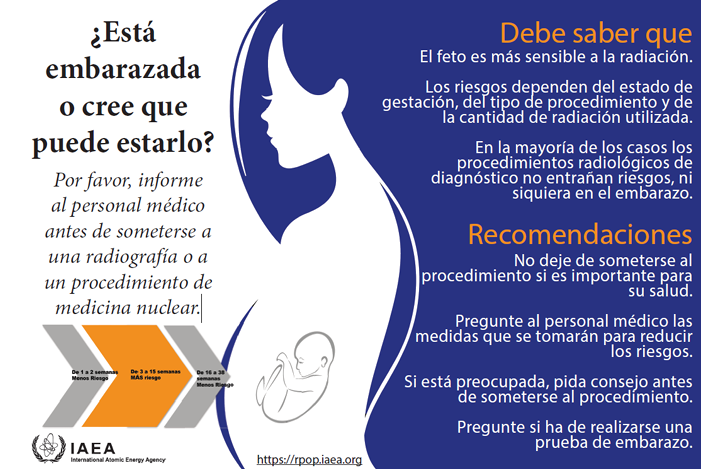 ¿Está
embarazada
o cree que
puede estarlo?
Por favor, informe
al personal médico
antes de someterse a
una radiografía o a
un procedimiento de
medicina nuclear.
De 1 a 2 semanas
Menos Riesgo
De 3 a 15 semanas
MAS riesgo
De 16 a 38
semanas
Menos Riesgo
IAEA
International Atomic Energy Agency
https://rpop.iaea.org
Debe saber que
El feto es más sensible a la radiación.
Los riesgos dependen del estado de
gestación, del tipo de procedimiento y de
la cantidad de radiación utilizada.
En la mayoría de los casos los
procedimientos radiológicos de
diagnóstico no entrañan riesgos, ni
siquiera en el embarazo.
Recomendaciones
No deje de someterse al
procedimiento si es importante para
su salud.
Pregunte al personal médico las
medidas que se tomarán para reducir
los riesgos.
Si está preocupada, pida consejo antes
de someterse al procedimiento.
Pregunte si ha de realizarse una
prueba de embarazo.